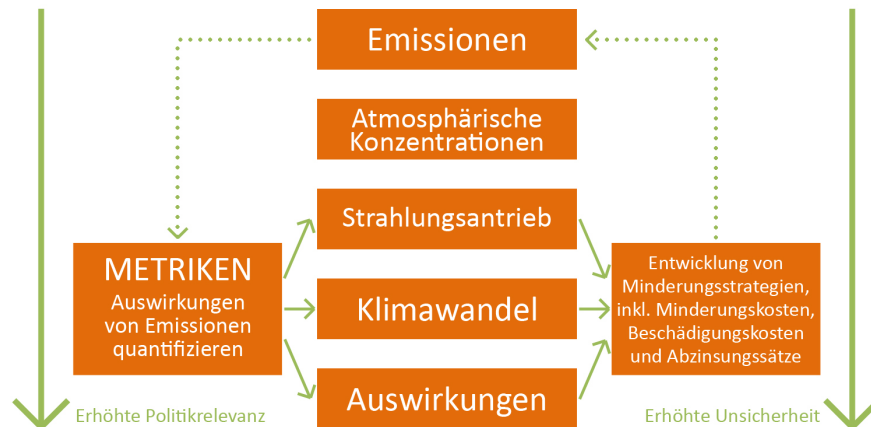 Emissionen
Atmosphärische
Konzentrationen
Strahlungsantrieb
METRIKEN
Auswirkungen
von Emissionen
quantifizieren
Klimawandel
Entwicklung von
Minderungsstrategien,
inkl. Minderungskosten,
Beschädigungskosten
und Abzinsungssätze
Auswirkungen
Erhöhte Politikrelevanz
Erhöhte Unsicherheit